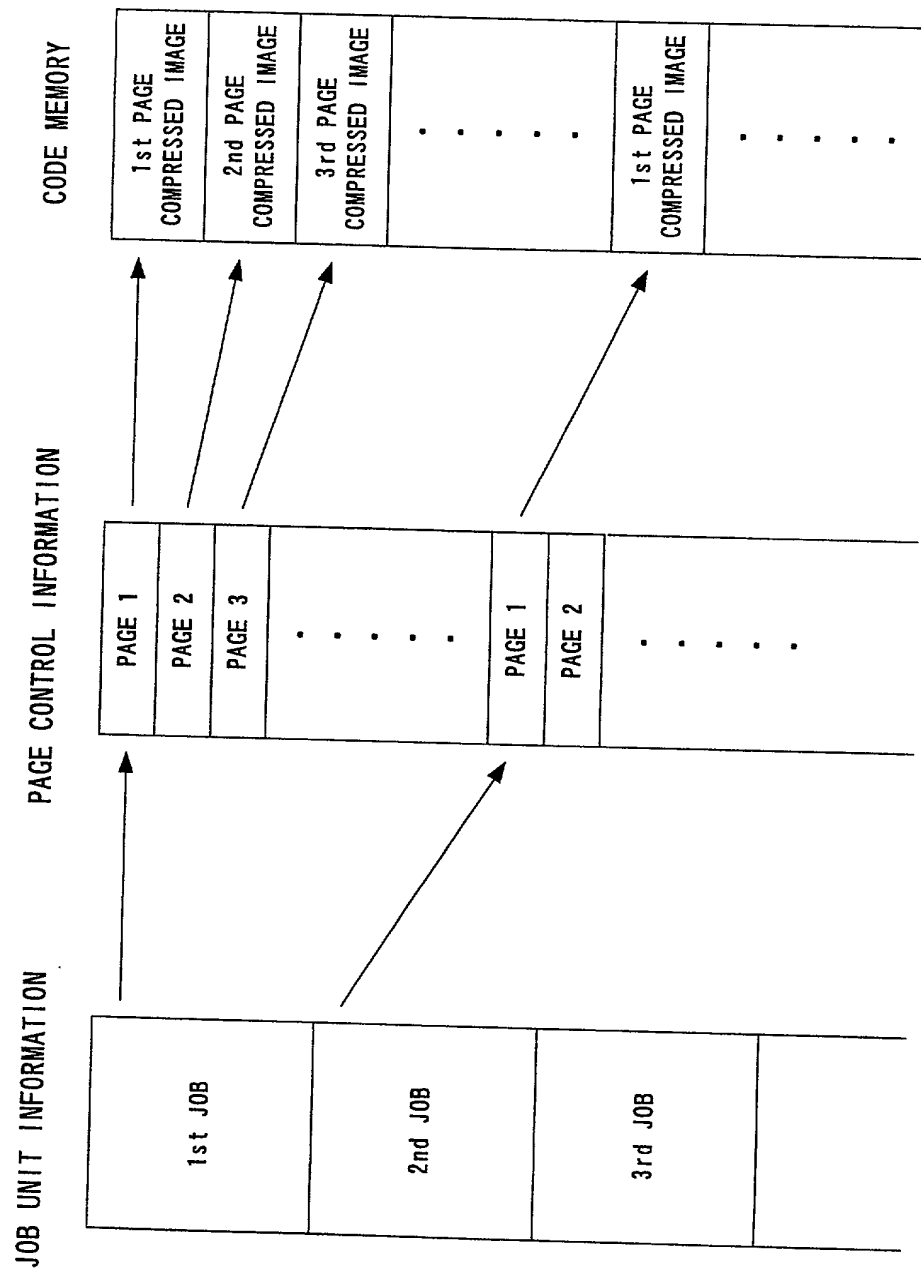 JOB UNIT INFORMATION
1st JOB
2nd JOB
3rd JOB
PAGE CONTROL INFORMATION
PAGE 1
PAGE 2
PAGE 3
PAGE 1
PAGE 2
CODE MEMORY
1st PAGE
COMPRESSED IMAGE
2nd PAGE
COMPRESSED IMAGE
3rd PAGE
COMPRESSED IMAGE
1st PAGE
COMPRESSED IMAGE